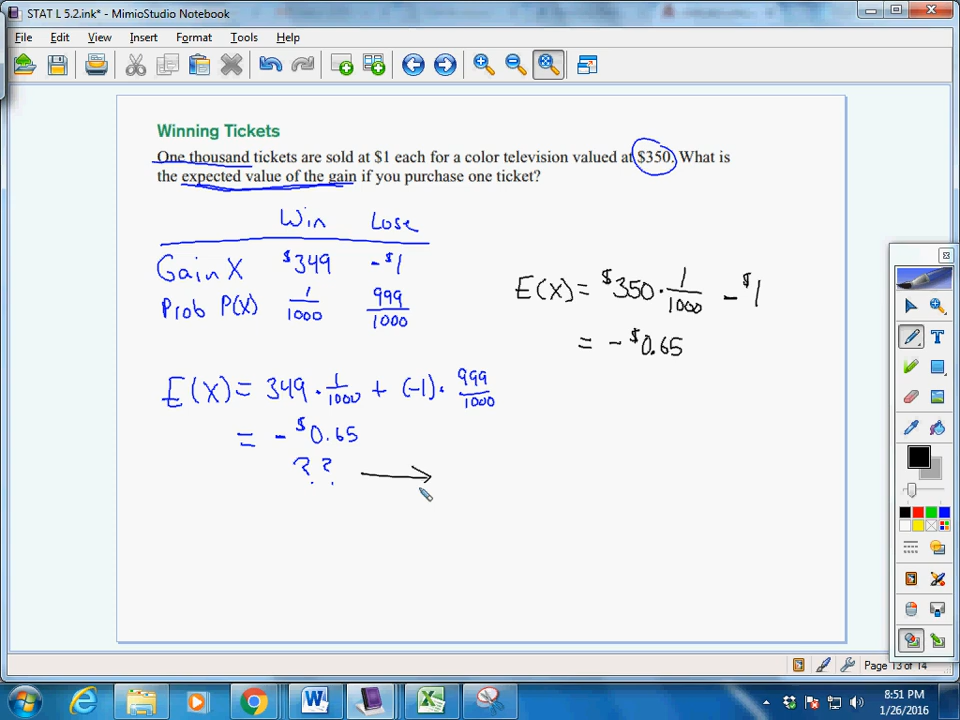 STAT L 5.2.ink* - MimioStudio Notebook
File Edit View Insert Format Tools Help
Winning Tickets
One thousand tickets are sold at $1 each for a color television valued at $350. What is
the expected value of the gain if you purchase one ticket?
Win Lose
Gain X $349 -$1
Prob P(X) 1/1000 999/1000
E(X) = $350 · 1/1000 - $1
= -$0.65
E(X) = 349 · 1/1000 + (-1) · 999/1000
= -$0.65
??
T
Page 13 of 14
W
8:51 PM
1/26/2016